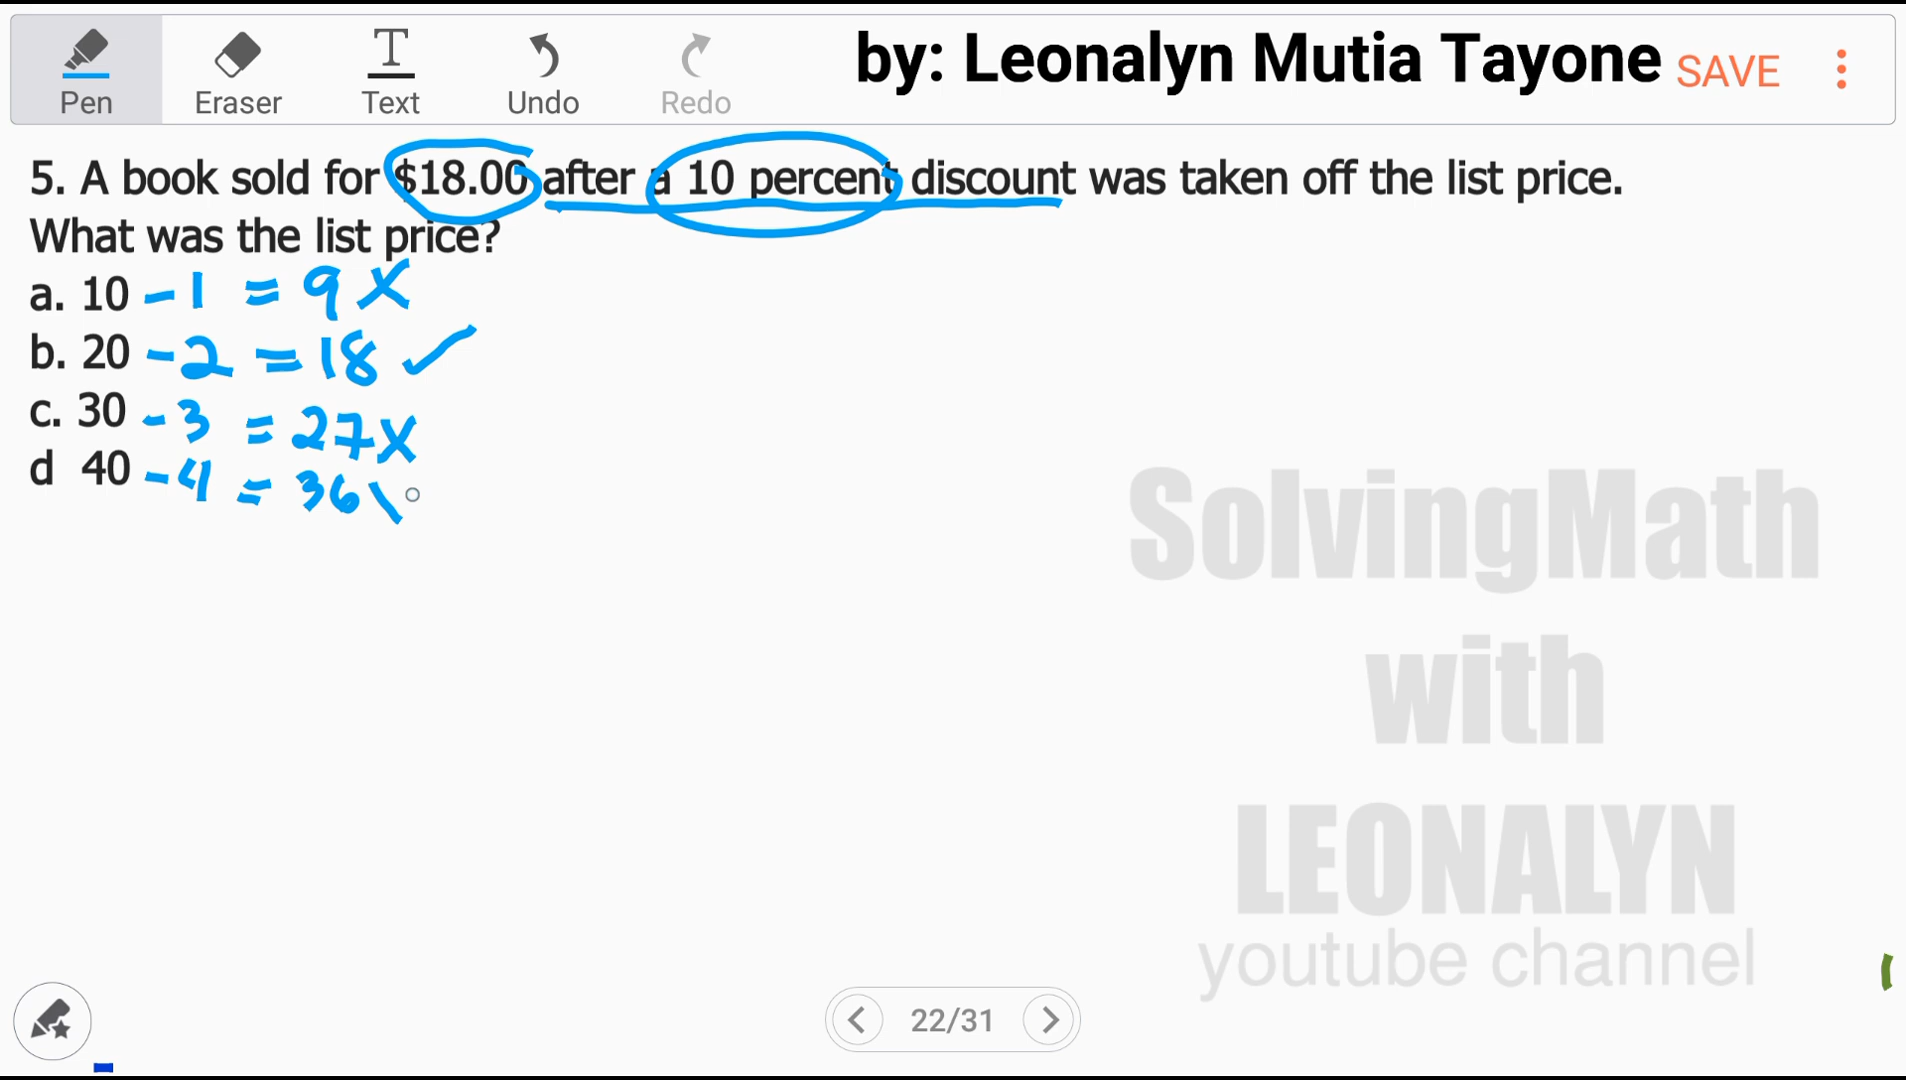 by: Leonalyn Mutia Tayone
SAVE
Pen
Eraser
Text
Undo
Redo
5. A book sold for $18.00 after a 10 percent discount was taken off the list price.
What was the list price?
a. 10 - 1 = 9 X
b. 20 - 2 = 18 ✓
c. 30 - 3 = 27 X
d 40 - 4 = 36 \
SolvingMath
with
LEONALYN
youtube channel
22/31